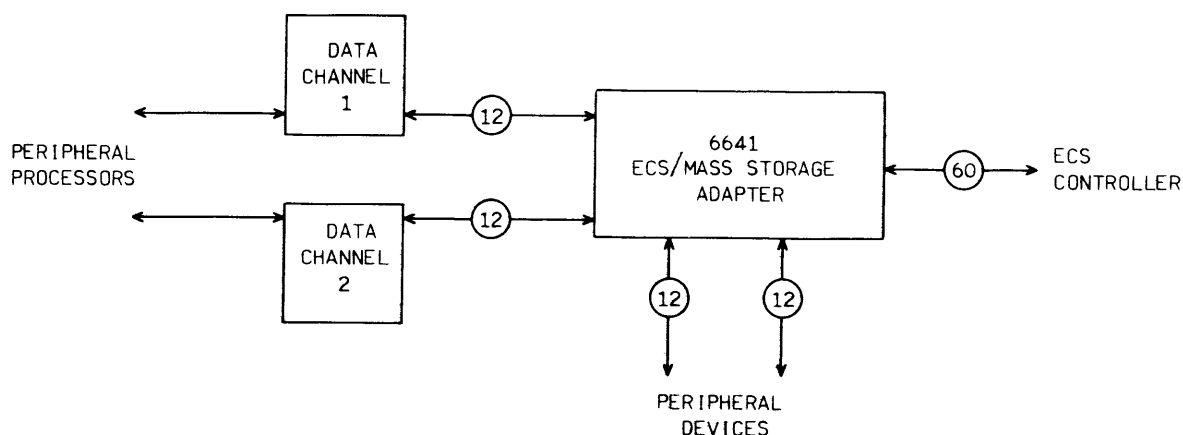 DATA
CHANNEL
1
12
PERIPHERAL
PROCESSORS
6641
ECS/MASS STORAGE
ADAPTER
60
ECS
CONTROLLER
DATA
CHANNEL
2
12
12
12
PERIPHERAL
DEVICES